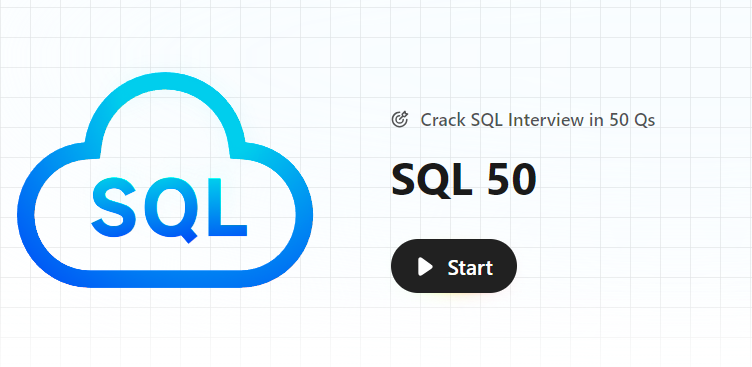 SQL
Crack SQL Interview in 50 Qs
SQL 50
Start